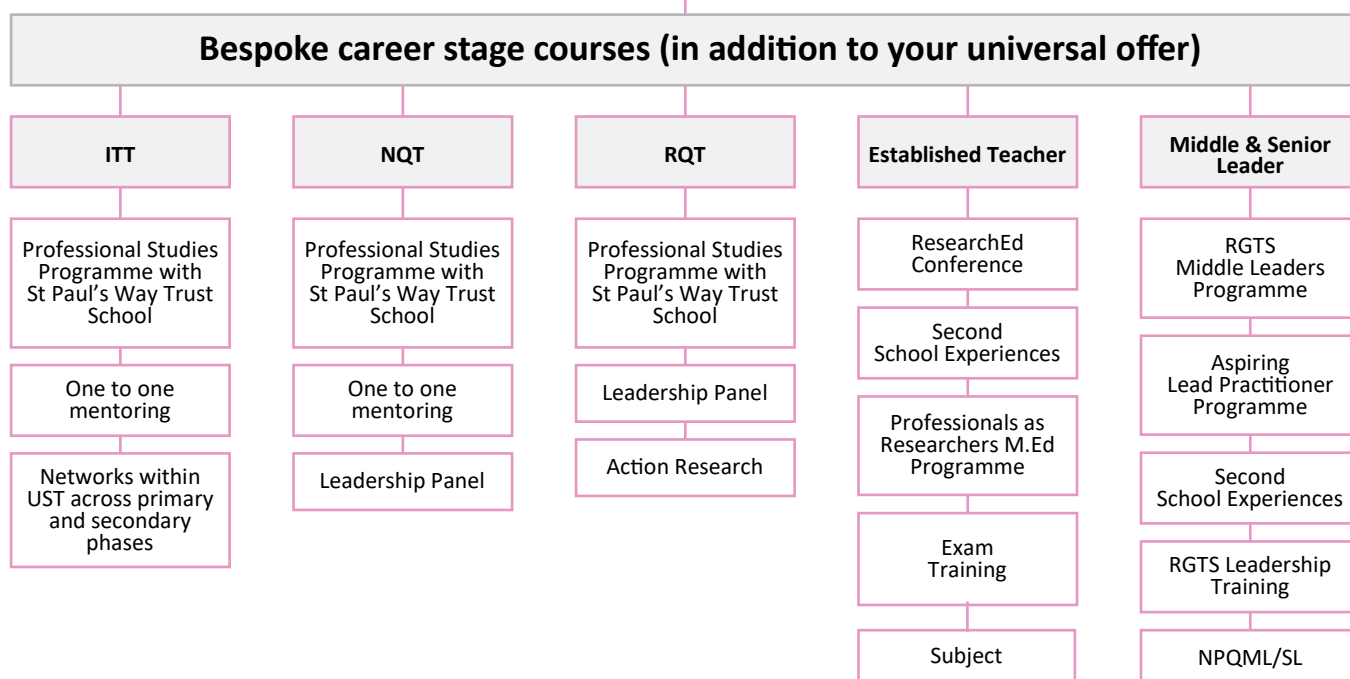 Bespoke career stage courses (in addition to your universal offer)
ITT
Professional Studies
Programme with
St Paul’s Way Trust
School
One to one
mentoring
Networks within
UST across primary
and secondary
phases
NQT
Professional Studies
Programme with
St Paul’s Way Trust
School
One to one
mentoring
Leadership Panel
RQT
Professional Studies
Programme with
St Paul’s Way Trust
School
Leadership Panel
Action Research
Established Teacher
ResearchEd
Conference
Second
School Experiences
Professionals as
Researchers M.Ed
Programme
Exam
Training
Subject
Middle & Senior
Leader
RGTS
Middle Leaders
Programme
Aspiring
Lead Practitioner
Programme
Second
School Experiences
RGTS Leadership
Training
NPQML/SL